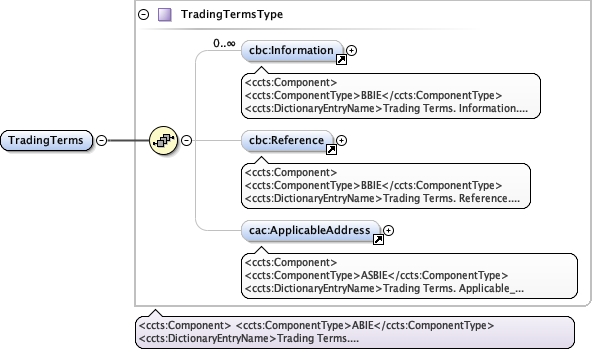 TradingTermsType
0..∞
cbc:Information
<ccts:Component>
<ccts:ComponentType>BBIE</ccts:ComponentType>
<ccts:DictionaryEntryName>Trading Terms. Information....
TradingTerms
cbc:Reference
<ccts:Component>
<ccts:ComponentType>BBIE</ccts:ComponentType>
<ccts:DictionaryEntryName>Trading Terms. Reference....
cac:ApplicableAddress
<ccts:Component>
<ccts:ComponentType>ASBIE</ccts:ComponentType>
<ccts:DictionaryEntryName>Trading Terms. Applicable_...
<ccts:Component> <ccts:ComponentType>ABIE</ccts:ComponentType>
<ccts:DictionaryEntryName>Trading Terms....